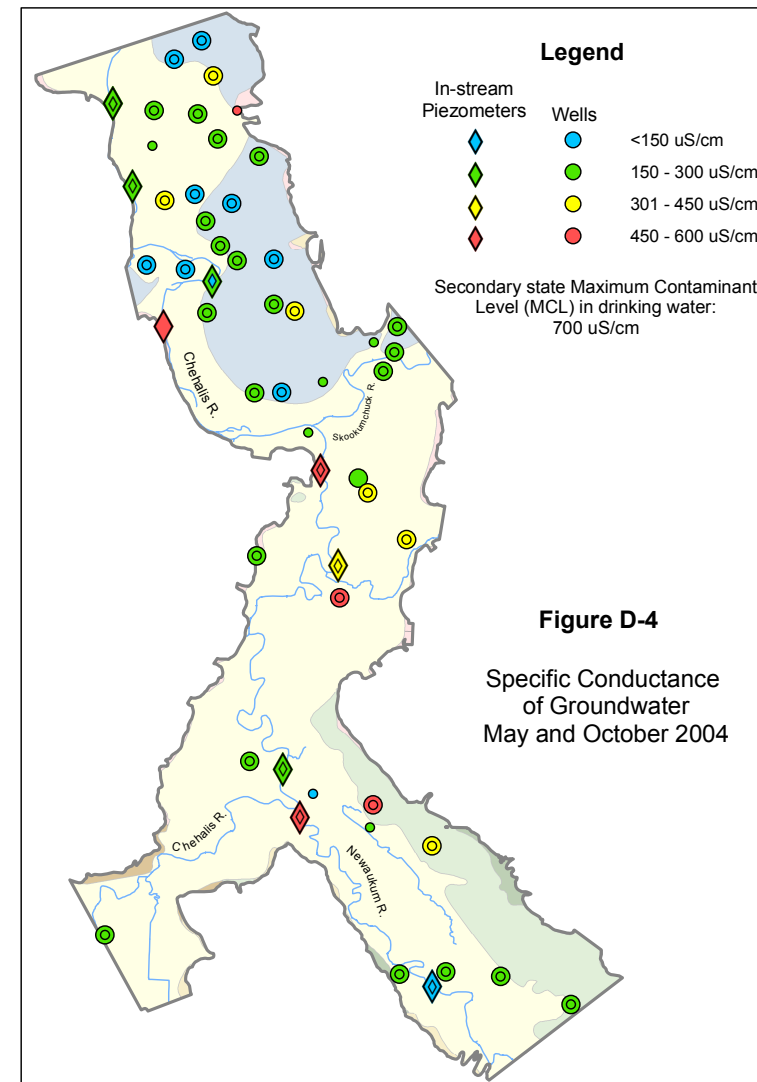 Legend
In-stream
Piezometers
Wells
<150 uS/cm
150 - 300 uS/cm
301 - 450 uS/cm
450 - 600 uS/cm
Secondary state Maximum Contaminant
Level (MCL) in drinking water:
700 uS/cm
Chehalis R.
Skookumchuck R.
Figure D-4
Specific Conductance
of Groundwater
May and October 2004
Chehalis R.
Newaukum R.